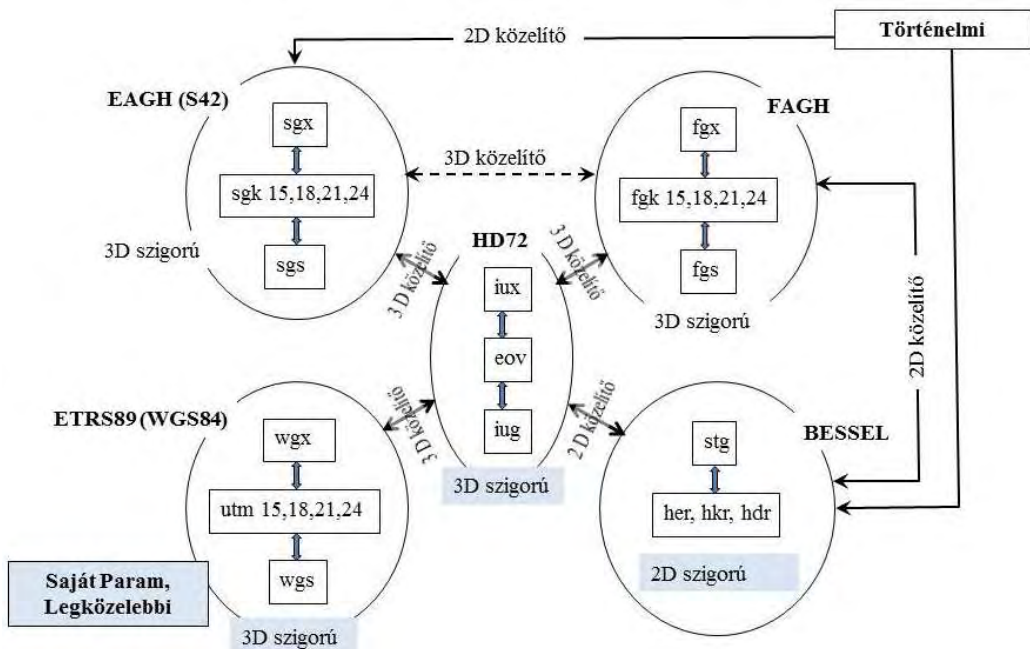 Történelmi
2D közelítő
EAGH (S42)
sgx
sgk 15,18,21,24
sgs
3D szigorú
3D közelítő
FAGH
fgx
fgk 15,18,21,24
fgs
3D szigorú
HD72
iux
eov
iug
3D szigorú
3D közelítő
3D közelítő
3D közelítő
2D közelítő
2D közelítő
ETRS89 (WGS84)
wgx
utm 15,18,21,24
wgs
3D szigorú
Saját Param,
Legközelebbi
BESSEL
stg
her, hkr, hdr
2D szigorú